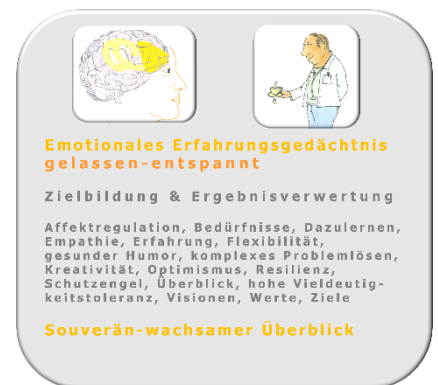 Emotionales Erfahrungsgedächtnis
gelassen-entspannt
Zielbildung & Ergebnisverwertung
Affektregulation, Bedürfnisse, Dazulernen,
Empathie, Erfahrung, Flexibilität,
gesunder Humor, komplexes Problemlösen,
Kreativität, Optimismus, Resilienz,
Schutzengel, Überblick, hohe Vieldeutig-
keitstoleranz, Visionen, Werte, Ziele
Souverän-wachsamer Überblick